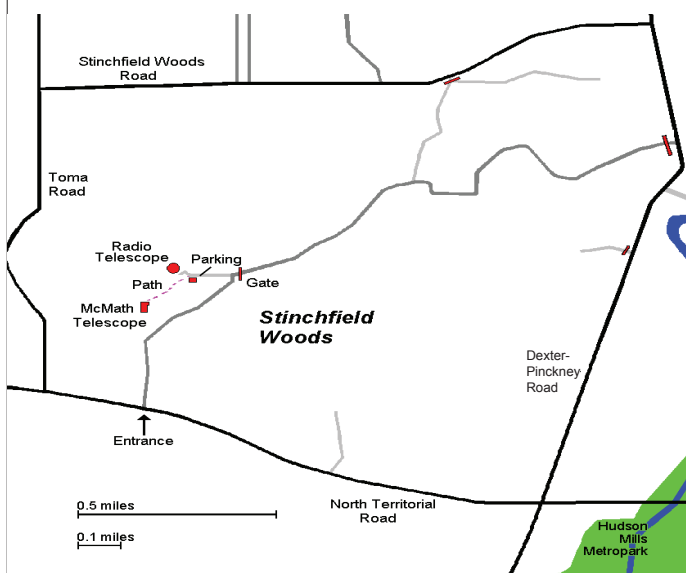 Stinchfield Woods
Road
Toma
Road
Radio
Telescope
Parking
Path
Gate
McMath
Telescope
Stinchfield
Woods
Dexter-
Pinckney
Road
Entrance
0.5 miles
North Territorial
Road
0.1 miles
Hudson
Mills
Metropark